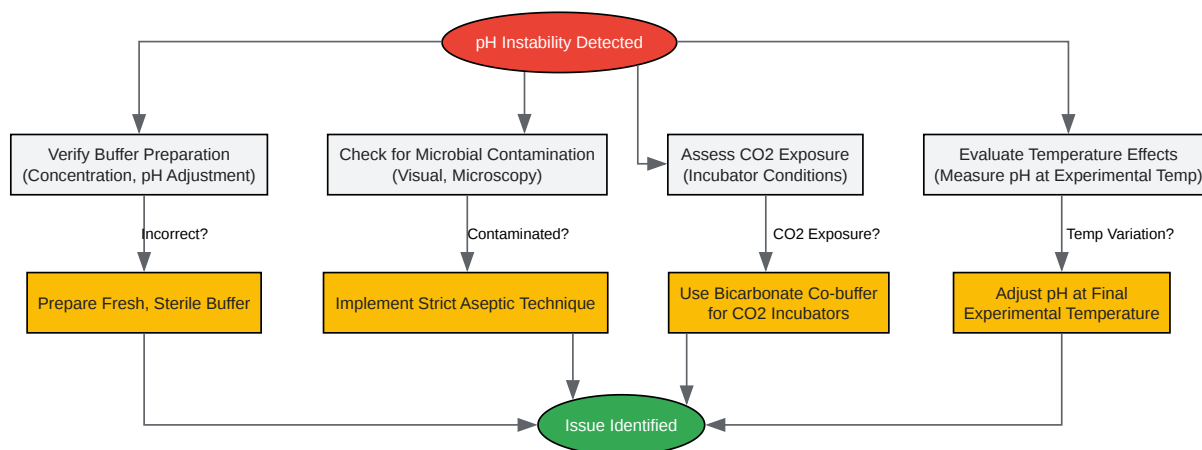 pH Instability Detected
Verify Buffer Preparation
(Concentration, pH Adjustment)
Check for Microbial Contamination
(Visual, Microscopy)
Assess CO2 Exposure
(Incubator Conditions)
Evaluate Temperature Effects
(Measure pH at Experimental Temp)
Incorrect?
Contaminated?
CO2 Exposure?
Temp Variation?
Prepare Fresh, Sterile Buffer
Implement Strict Aseptic Technique
Use Bicarbonate Co-buffer
for CO2 Incubators
Adjust pH at Final
Experimental Temperature
Issue Identified